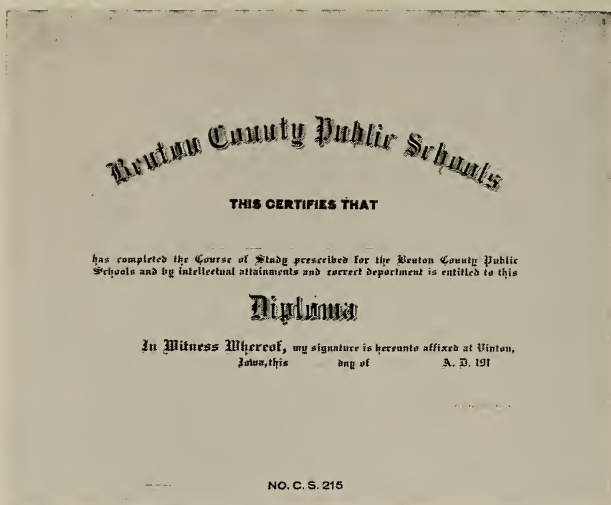 Benton County Public Schools
THIS CERTIFIES THAT
has completed the Course of Study prescribed for the Benton County Public
Schools and by intellectual attainments and correct deportment is entitled to this
Diploma
In Witness Whereof, my signature is hereunto affixed at Vinton,
Iowa, this day of A. D. 191
NO. C. S. 215